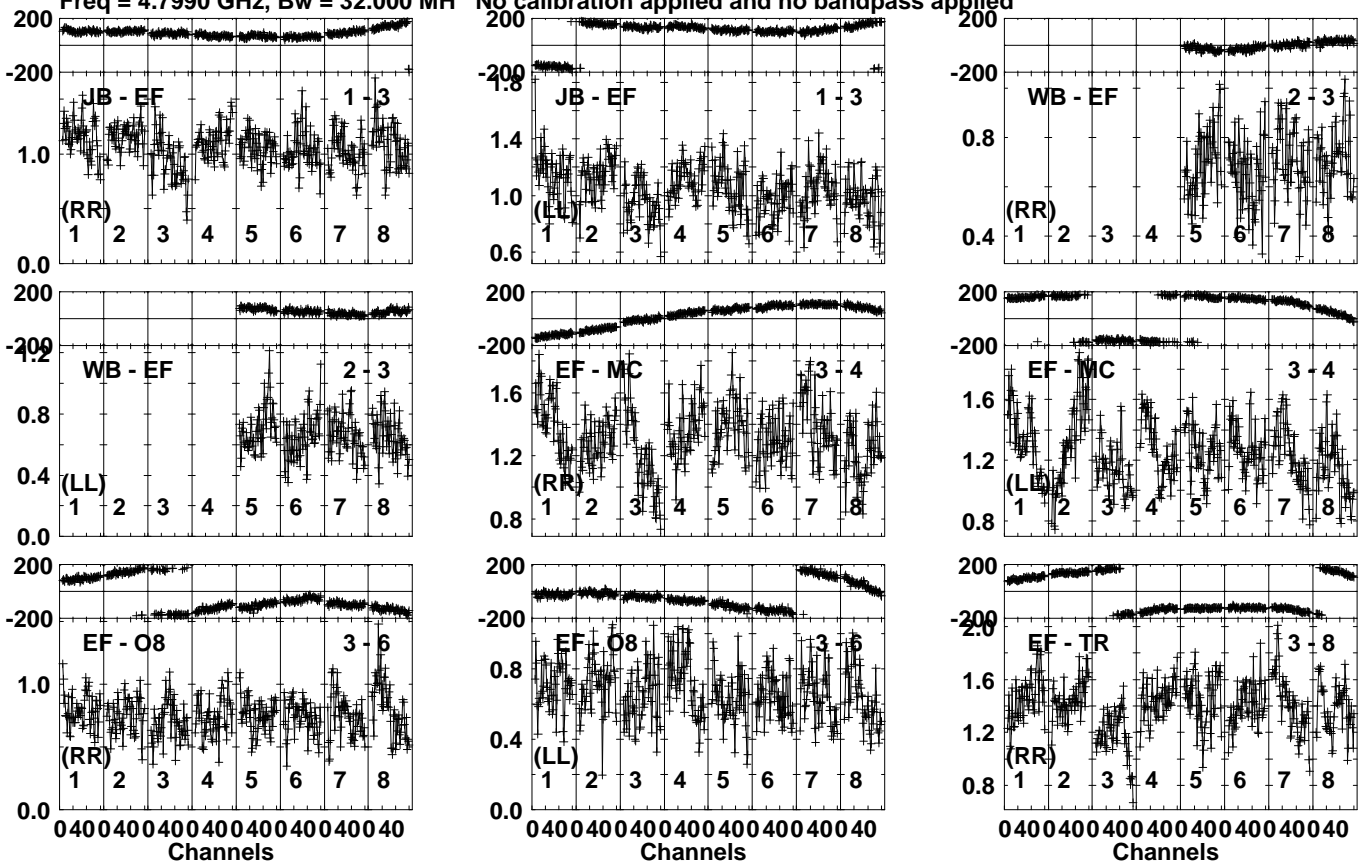 Freq = 4.7990 GHz, Bw = 32.000 MH No calibration applied and no bandpass applied
200
-200
JB - EF 1 - 3
1.0
(RR)
1 2 3 4 5 6 7 8
0.0
200
-200
1.8
JB - EF 1 - 3
1.4
1.0
(LL)
1 2 3 4 5 6 7 8
0.6
200
-200
WB - EF 2 - 3
0.8
(RR)
1 2 3 4 5 6 7 8
0.4
200
-200
1.2
WB - EF 2 - 3
0.8
0.4
(LL)
1 2 3 4 5 6 7 8
0.0
200
-200
EF - MC 3 - 4
1.6
1.2
(RR)
1 2 3 4 5 6 7 8
0.8
200
-200
EF - MC 3 - 4
1.6
1.2
(LL)
1 2 3 4 5 6 7 8
0.8
200
-200
EF - O8 3 - 6
1.0
(RR)
1 2 3 4 5 6 7 8
0.0
0 40 0 40 0 40 0 40 0 40 0 40 0 40 0 40
Channels
200
-200
EF - O8 3 - 6
0.8
0.4
(LL)
1 2 3 4 5 6 7 8
0.0
0 40 0 40 0 40 0 40 0 40 0 40 0 40 0 40
Channels
200
-200
2.0
EF - TR 3 - 8
1.6
1.2
(RR)
1 2 3 4 5 6 7 8
0.8
0 40 0 40 0 40 0 40 0 40 0 40 0 40 0 40
Channels